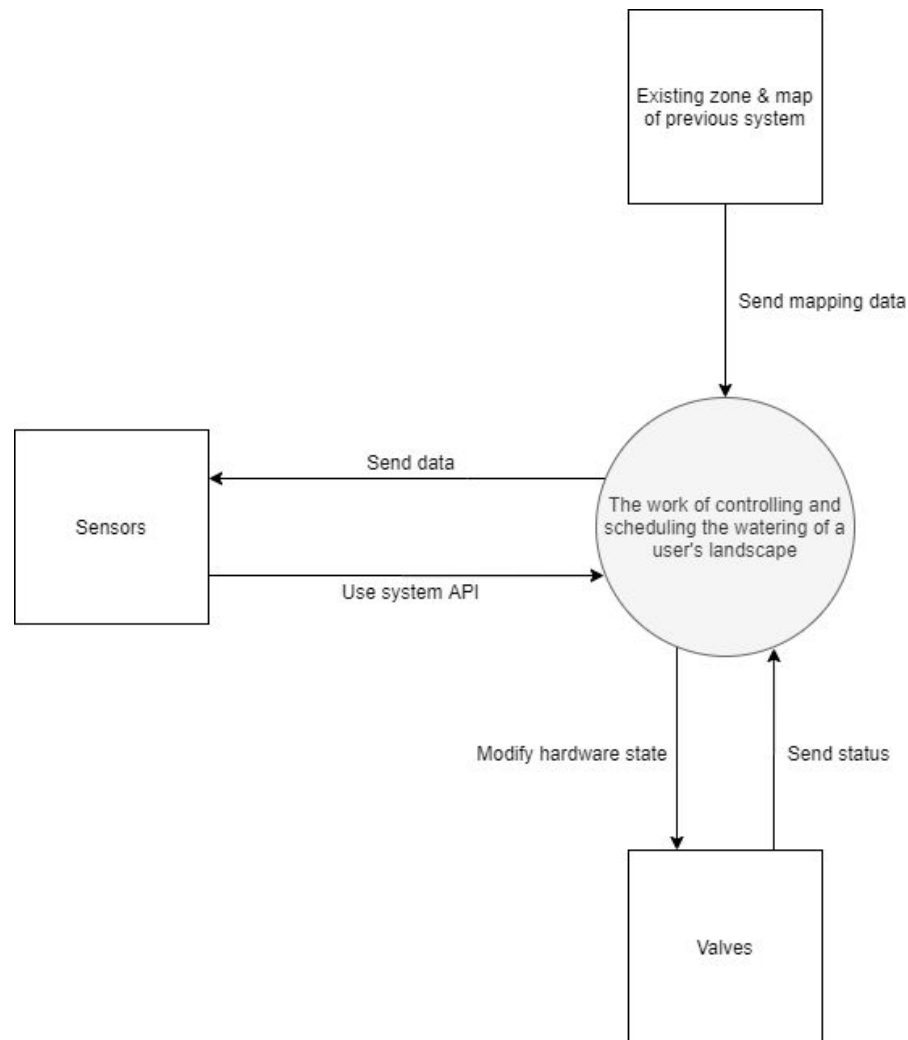 Existing zone & map
of previous system
Send mapping data
Send data
Sensors
The work of controlling and
scheduling the watering of a
user's landscape
Use system API
Modify hardware state
Send status
Valves